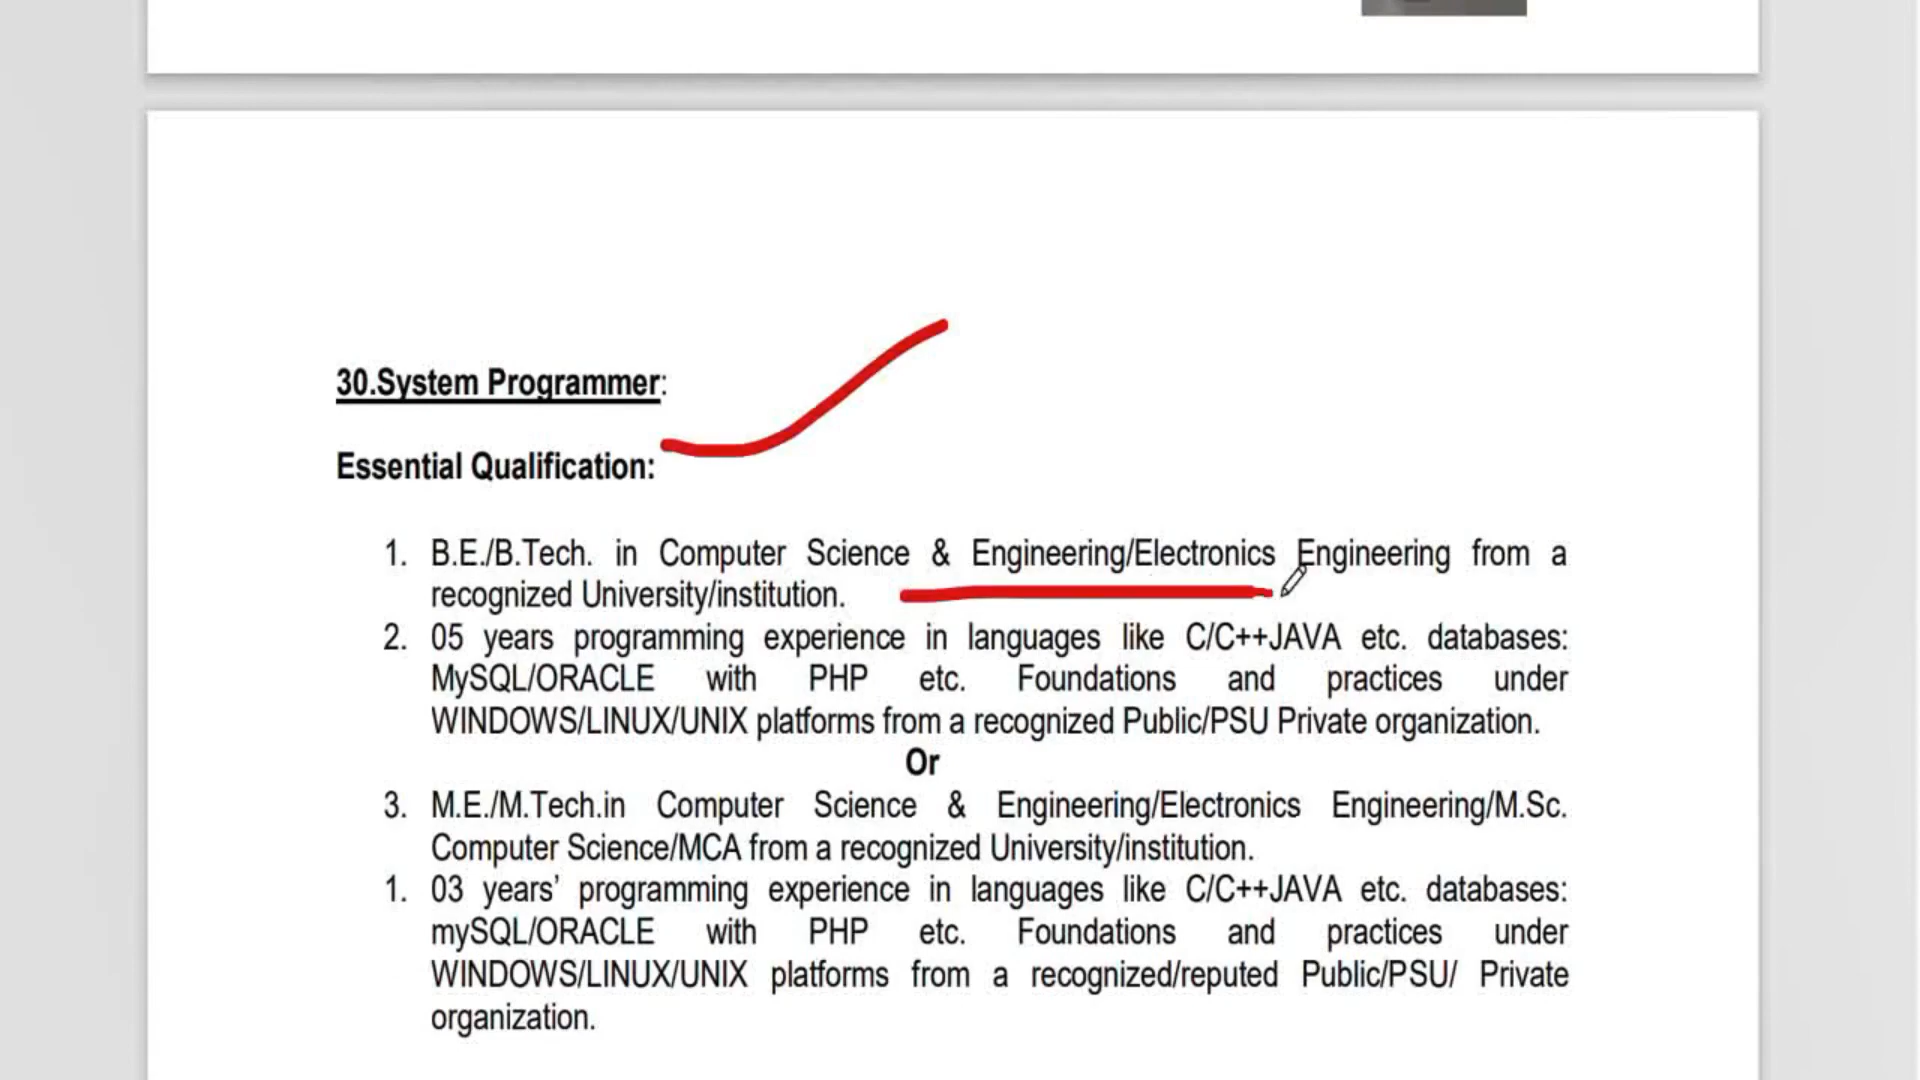 30.System Programmer:
Essential Qualification:
1. B.E./B.Tech. in Computer Science & Engineering/Electronics Engineering from a
recognized University/institution.
2. 05 years programming experience in languages like C/C++JAVA etc. databases:
MySQL/ORACLE with PHP etc. Foundations and practices under
WINDOWS/LINUX/UNIX platforms from a recognized Public/PSU Private organization.
Or
3. M.E./M.Tech.in Computer Science & Engineering/Electronics Engineering/M.Sc.
Computer Science/MCA from a recognized University/institution.
1. 03 years’ programming experience in languages like C/C++JAVA etc. databases:
mySQL/ORACLE with PHP etc. Foundations and practices under
WINDOWS/LINUX/UNIX platforms from a recognized/reputed Public/PSU/ Private
organization.